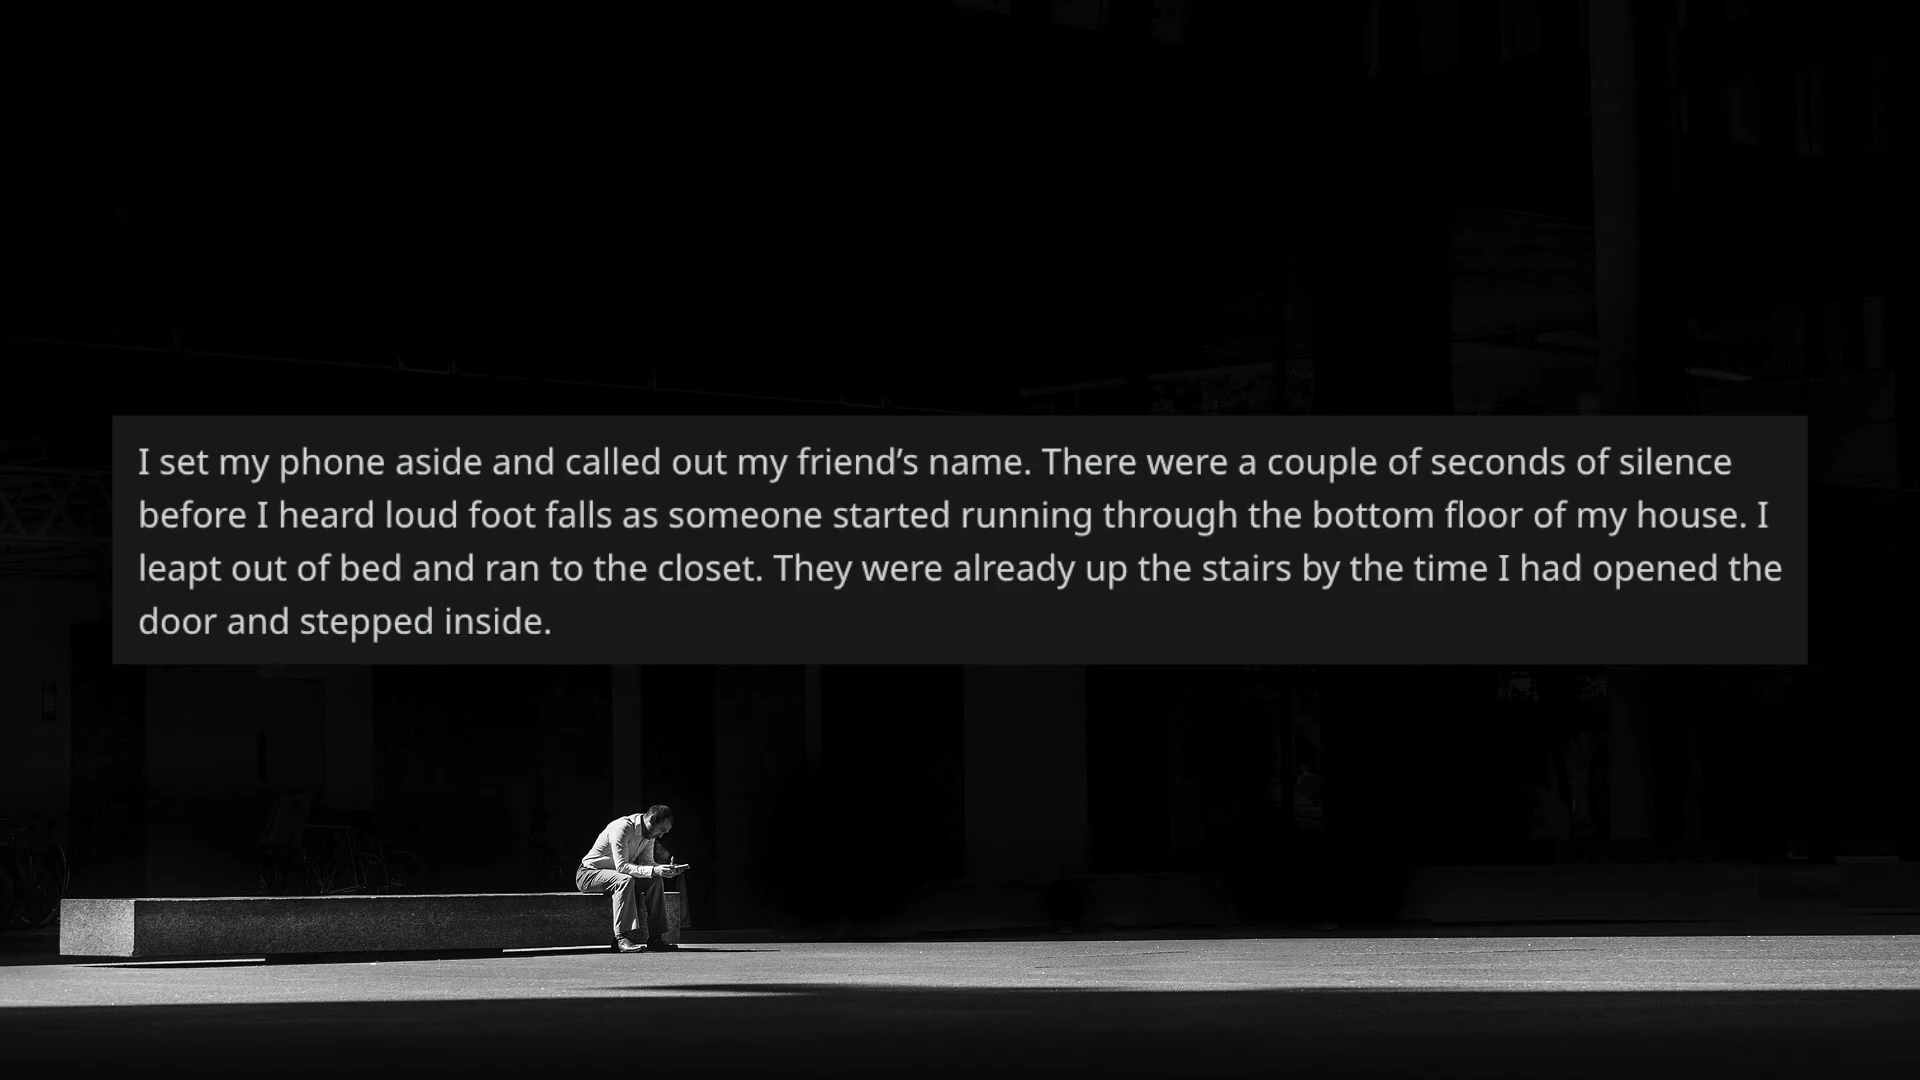 I set my phone aside and called out my friend’s name. There were a couple of seconds of silence
before I heard loud foot falls as someone started running through the bottom floor of my house. I
leapt out of bed and ran to the closet. They were already up the stairs by the time I had opened the
door and stepped inside.